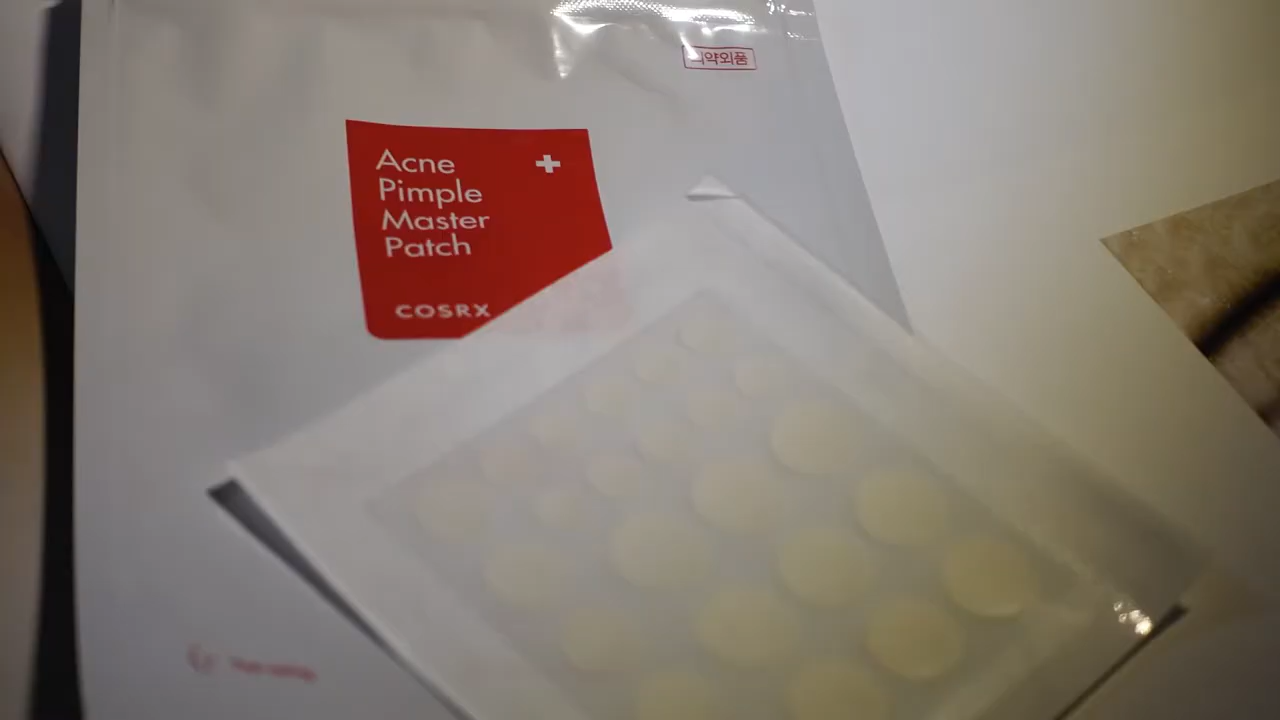 의약외품
Acne
Pimple
Master
Patch
COSRX